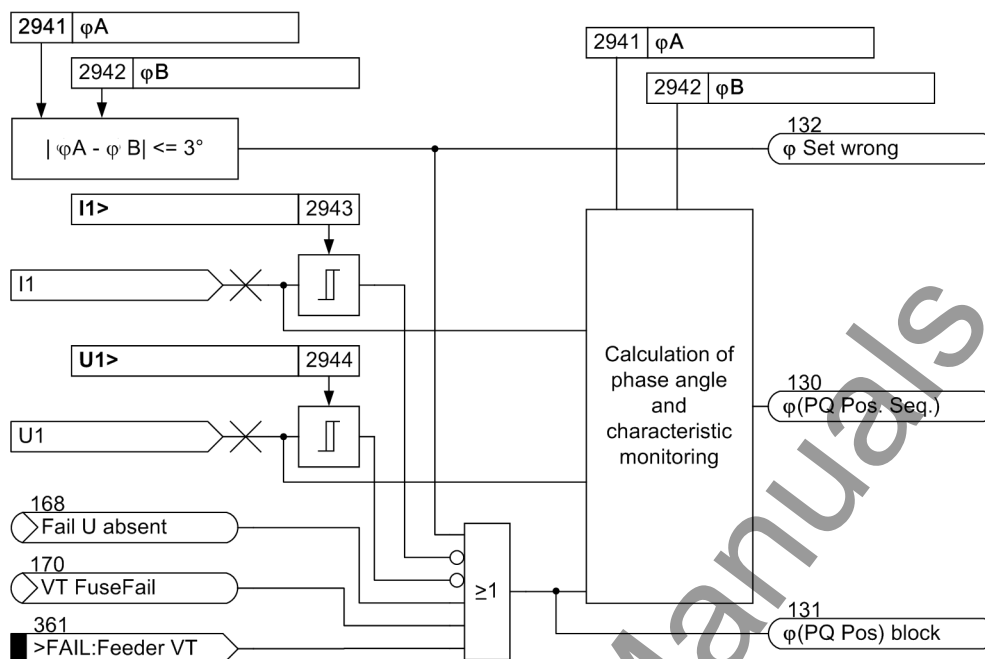 2941 φA
2942 φB
| φA - φ B| <= 3°
I1> 2943
I1
U1> 2944
U1
168
Fail U absent
170
VT FuseFail
361
>FAIL:Feeder VT
≥1
2941 φA
2942 φB
Calculation of
phase angle
and
characteristic
monitoring
132
φ Set wrong
130
φ(PQ Pos. Seq.)
131
φ(PQ Pos) block
Manuals